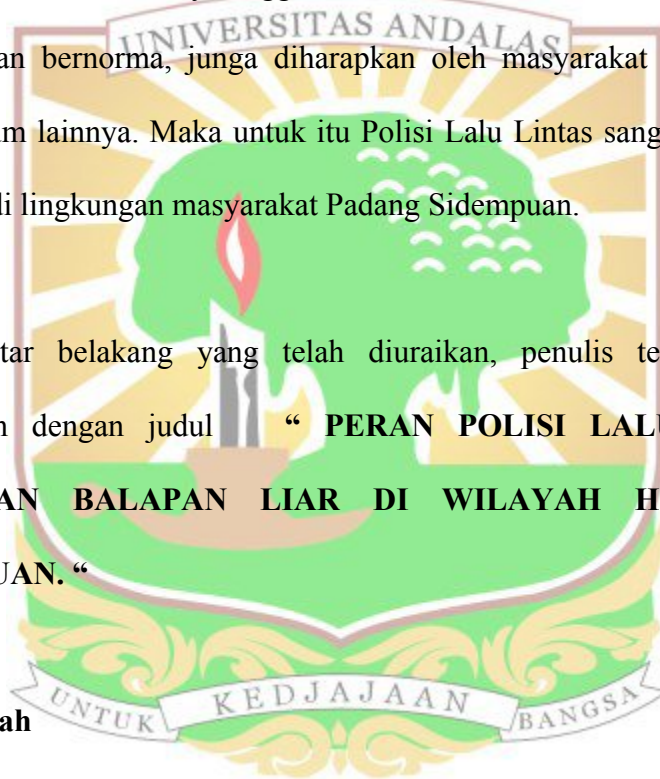 UNIVERSITAS ANDALAS
an bernorma, junga diharapkan oleh masyarakat
m lainnya. Maka untuk itu Polisi Lalu Lintas sang
di lingkungan masyarakat Padang Sidempuan.
tar belakang yang telah diuraikan, penulis te
n dengan judul “ PERAN POLISI LALU
AN BALAPAN LIAR DI WILAYAH H
UAN. “
UNTUK KEDJAJAAN BANGSA
ah